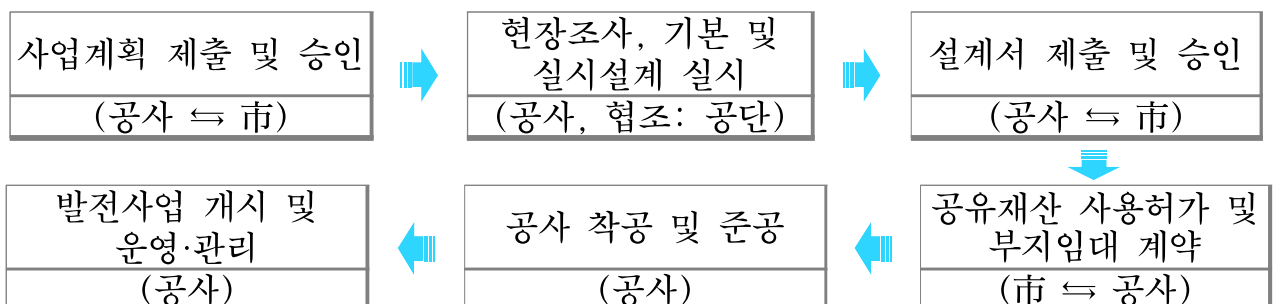 사업계획 제출 및 승인
(공사 ⇆ 市)
현장조사, 기본 및
실시설계 실시
(공사, 협조: 공단)
설계서 제출 및 승인
(공사 ⇆ 市)
공유재산 사용허가 및
부지임대 계약
(市 ⇆ 공사)
공사 착공 및 준공
(공사)
발전사업 개시 및
운영·관리
(공사)